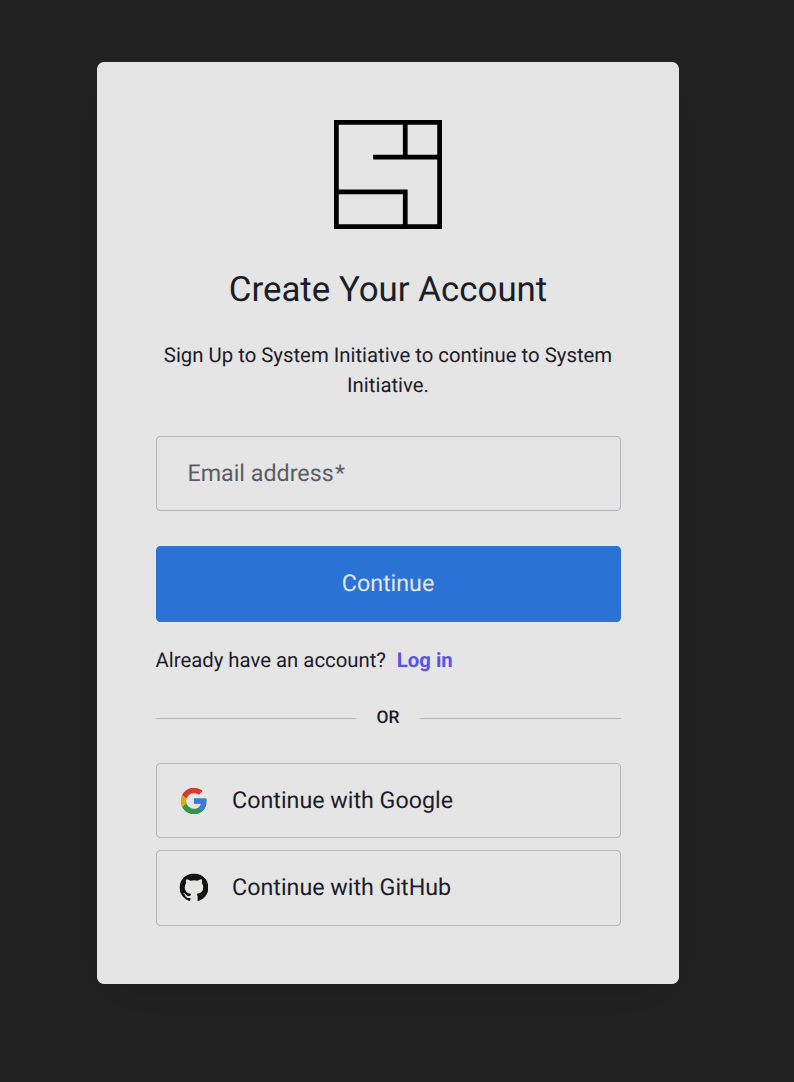 Create Your Account
Sign Up to System Initiative to continue to System
Initiative.
Email address*
Continue
Already have an account? Log in
OR
Continue with Google
Continue with GitHub